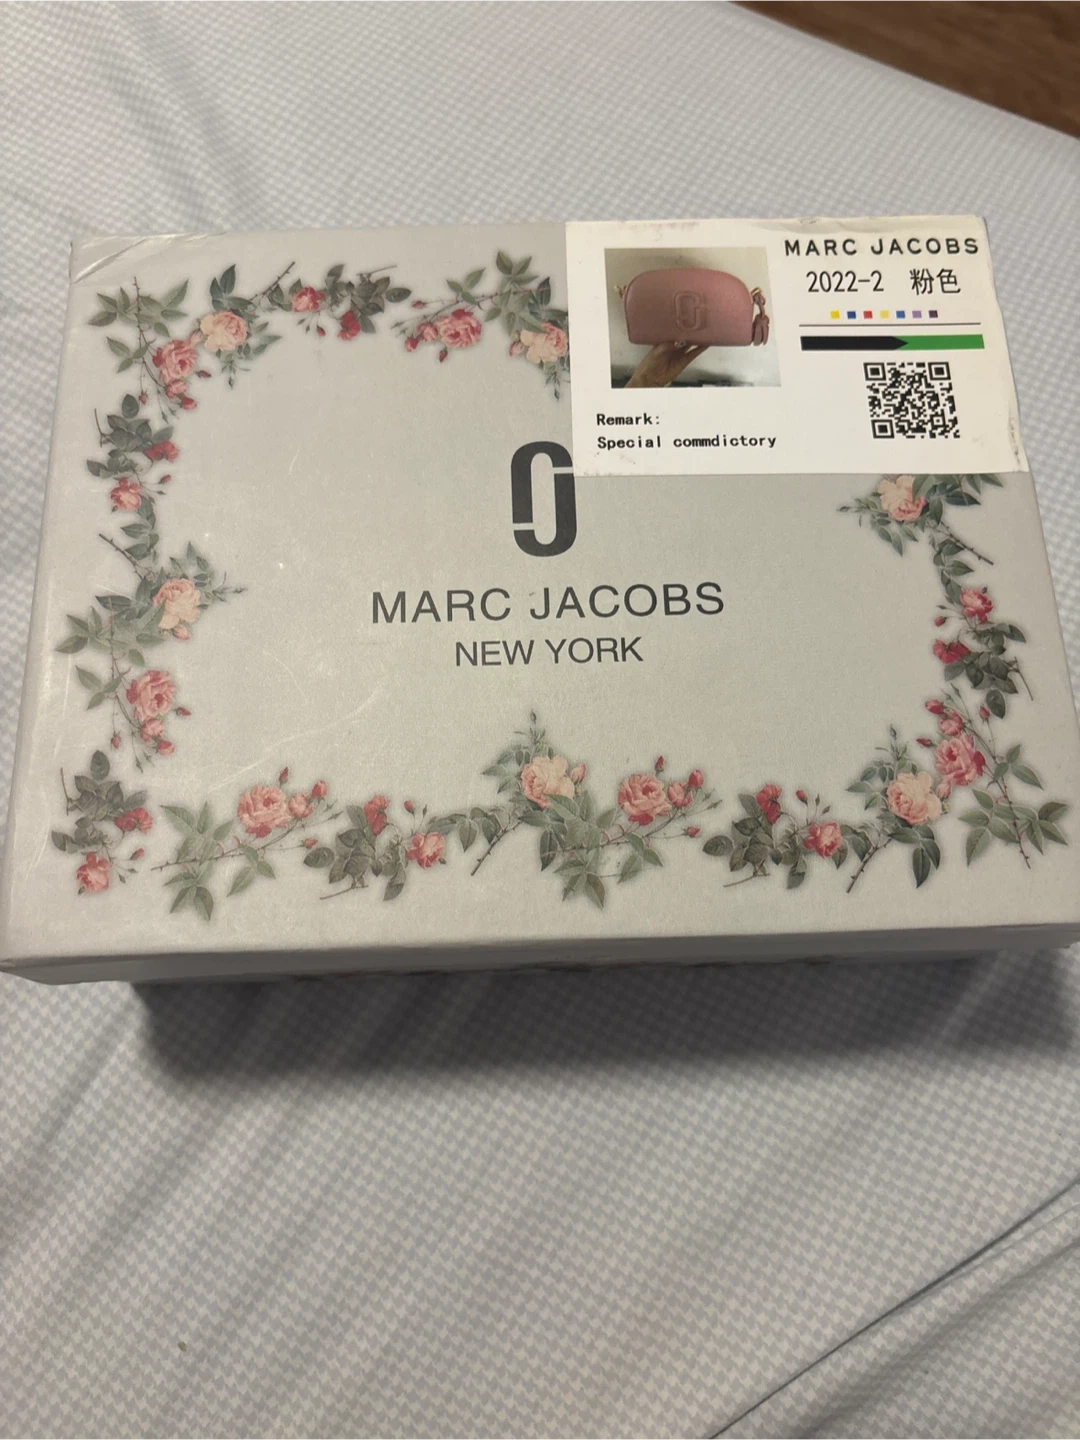 MARC JACOBS
2022-2 粉色
Remark:
Special commdictory
MARC JACOBS
NEW YORK